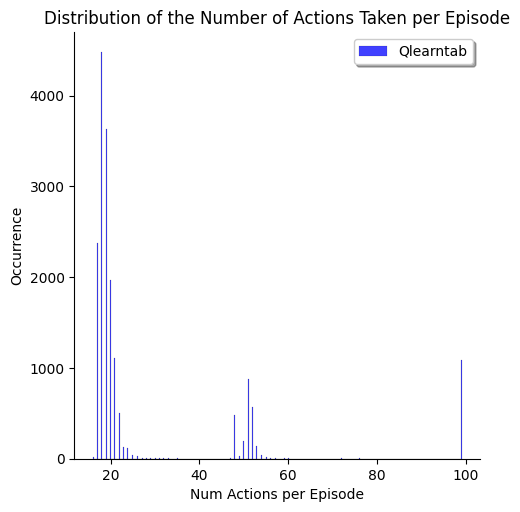 Distribution of the Number of Actions Taken per Episode
Qlearntab
4000
3000
2000
1000
0
Occurrence
20 40 60 80 100
Num Actions per Episode